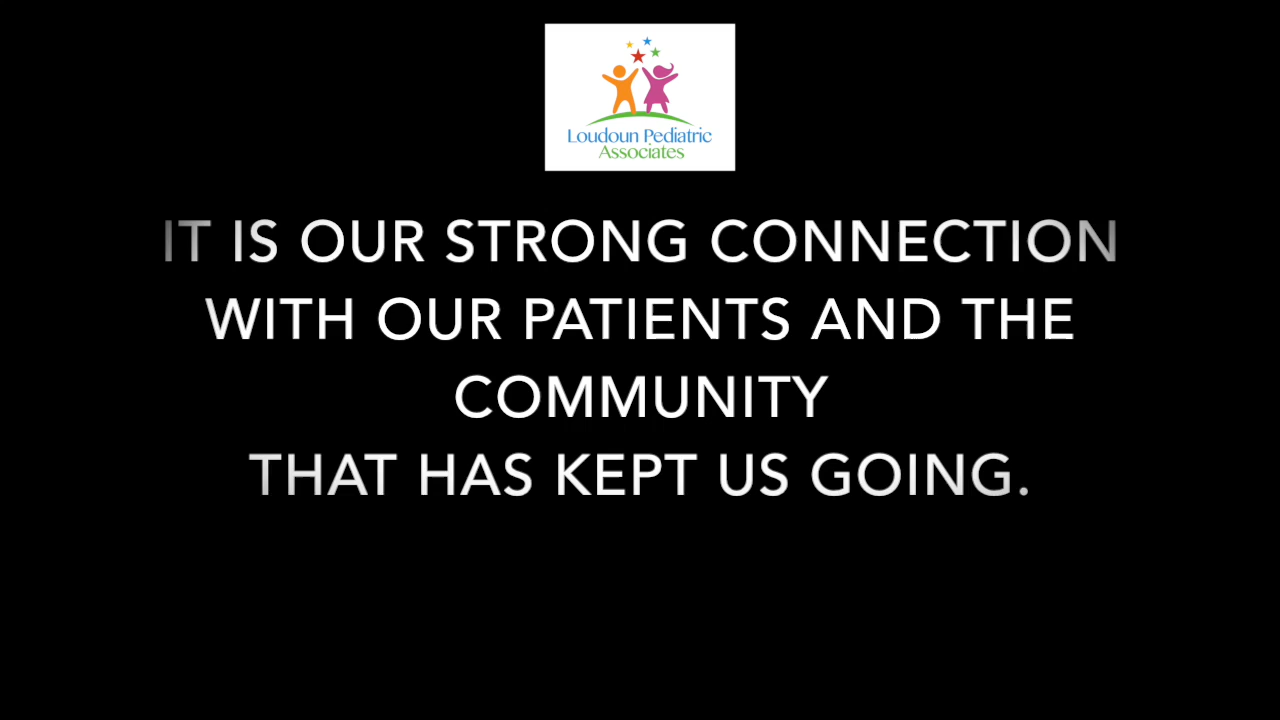 Loudoun Pediatric
Associates
IT IS OUR STRONG CONNECTION
WITH OUR PATIENTS AND THE
COMMUNITY
THAT HAS KEPT US GOING.